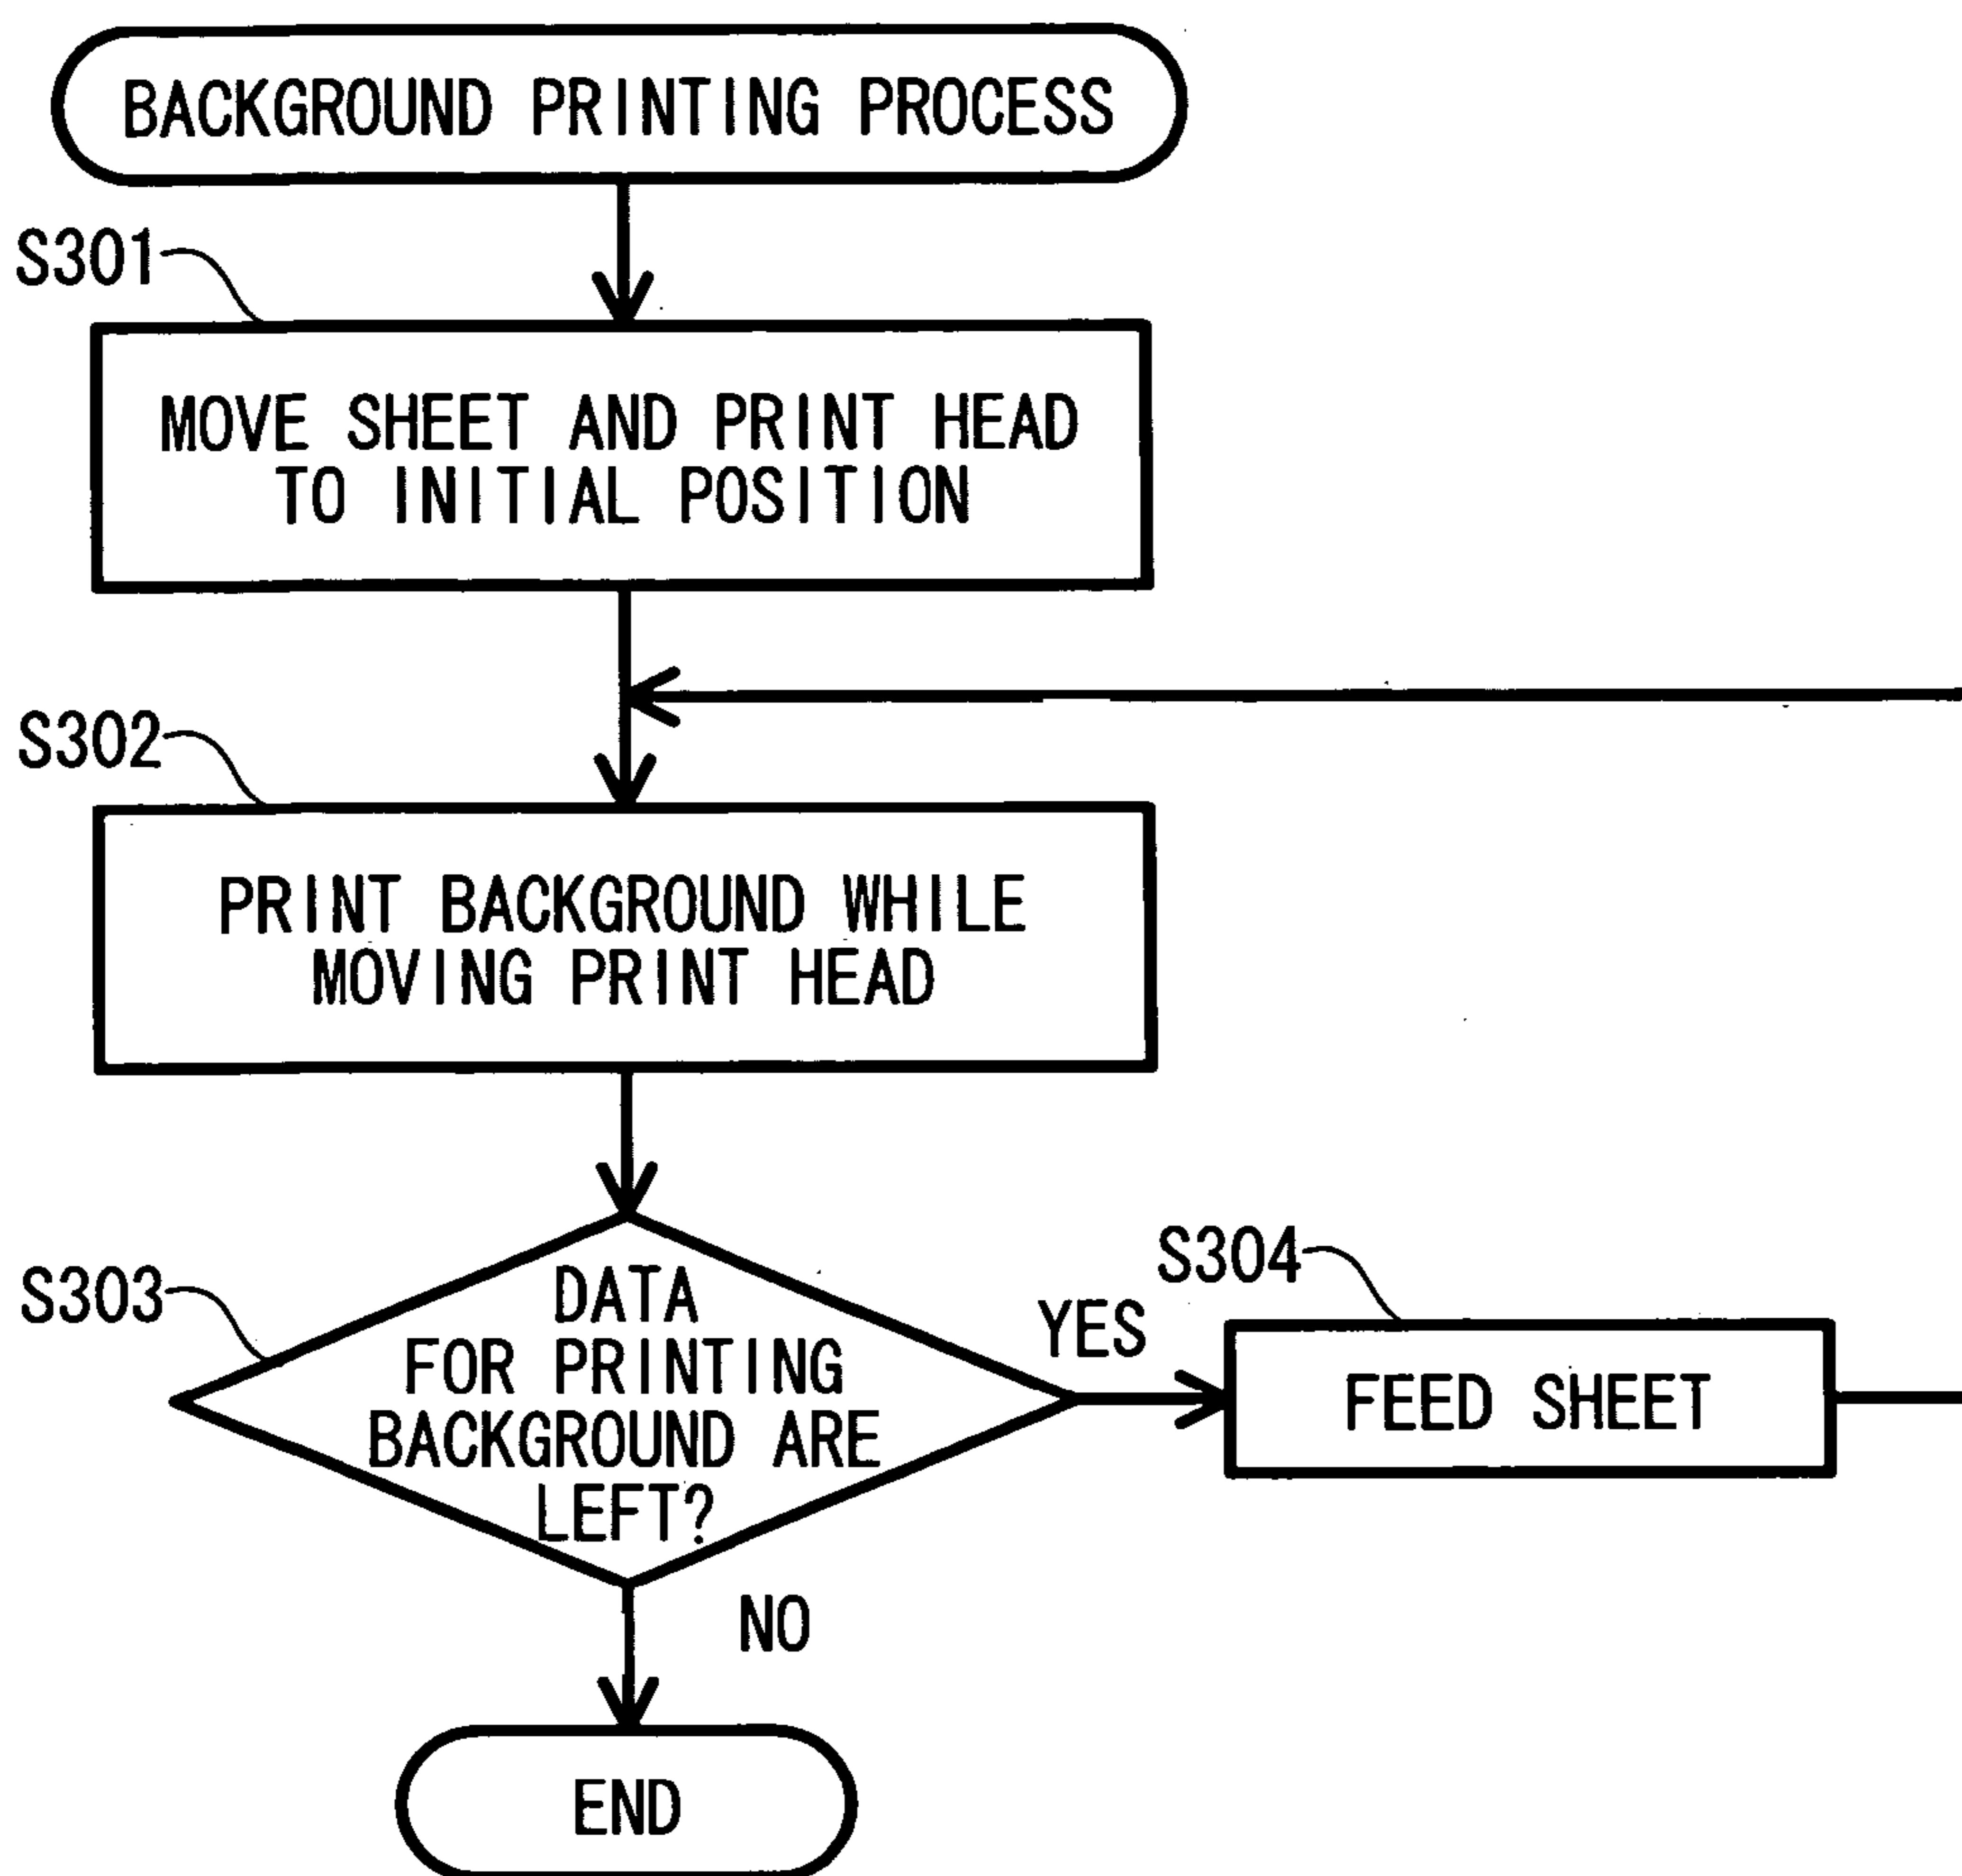 BACKGROUND PRINTING PROCESS
S301
MOVE SHEET AND PRINT HEAD
TO INITIAL POSITION
S302
PRINT BACKGROUND WHILE
MOVING PRINT HEAD
S303
DATA
FOR PRINTING
BACKGROUND ARE
LEFT?
YES
S304
FEED SHEET
NO
END